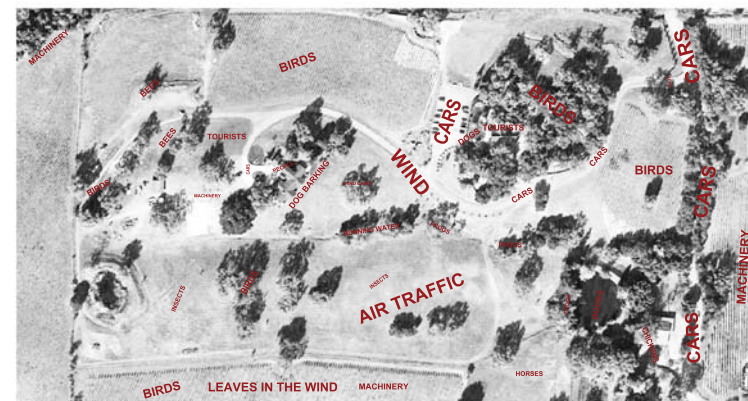 MACHINERY
BIRDS
CARS
BEES
BIRDS
CARS
BEES
TOURISTS
DOGS
TOURISTS
WIND
CARS
DOG BARKING
BIRDS
BIRDS
CARS
MACHINERY
CARS
CARS
RUNNING WATER
AIR TRAFFIC
INSECTS
INSECTS
BIRDS
MACHINERY
CARS
HORSES
BIRDS
LEAVES IN THE WIND
MACHINERY